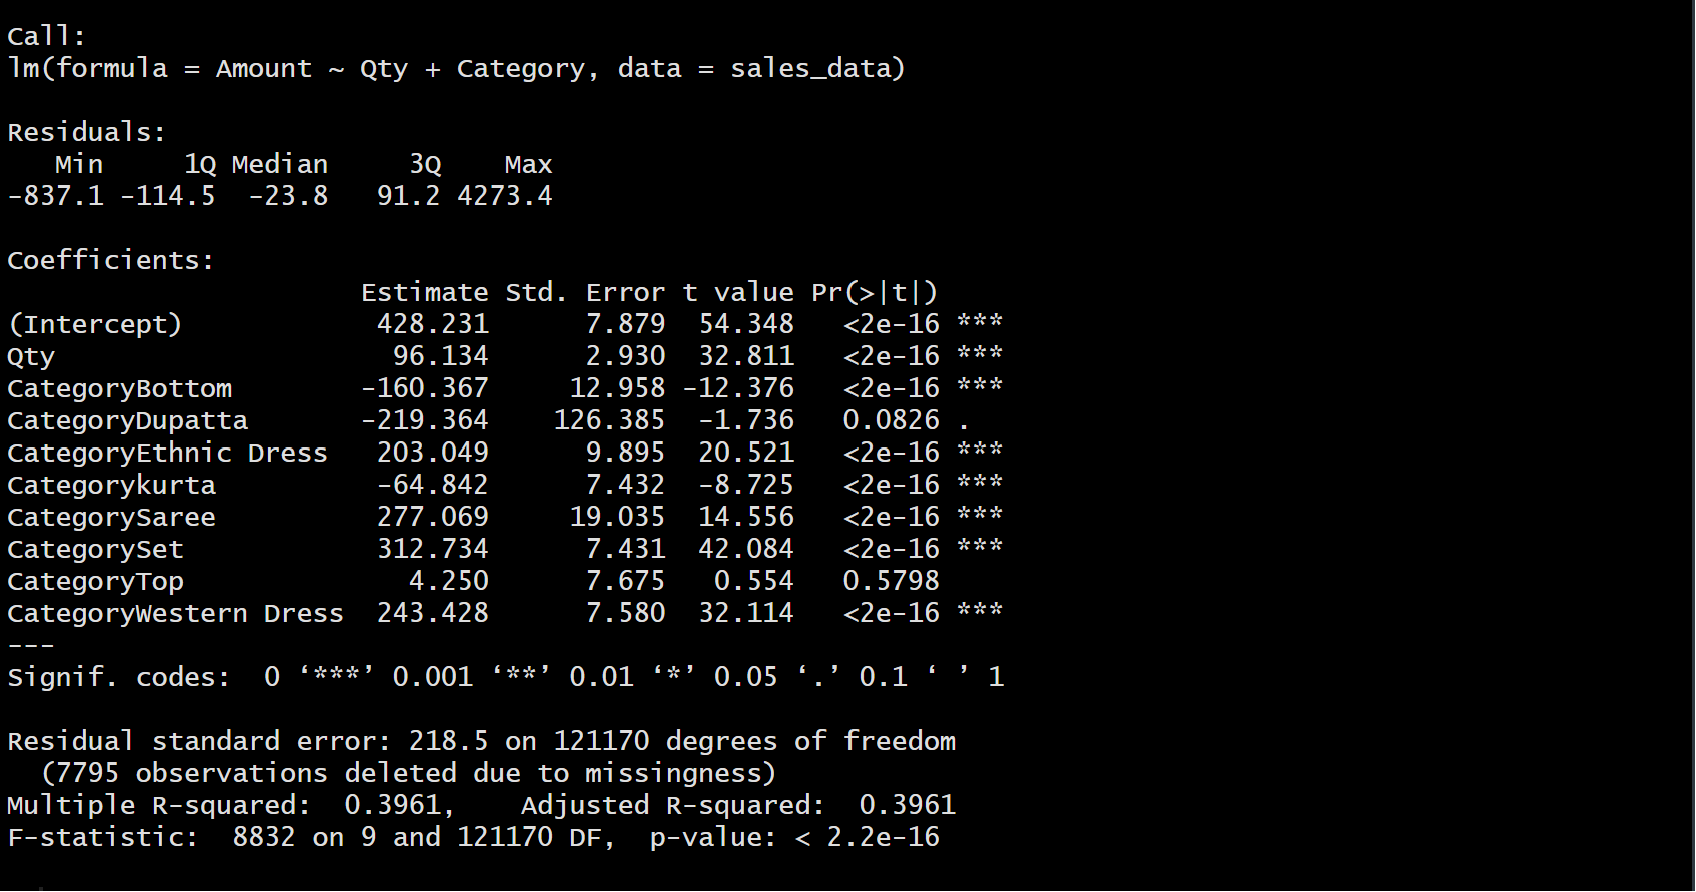 Call:
lm(formula = Amount ~ Qty + Category, data = sales_data)
Residuals:
   Min     1Q Median     3Q    Max
-837.1 -114.5  -23.8   91.2 4273.4
Coefficients:
                      Estimate Std. Error t value Pr(>|t|)
(Intercept)            428.231      7.879  54.348   <2e-16 ***
Qty                     96.134      2.930  32.811   <2e-16 ***
CategoryBottom        -160.367     12.958 -12.376   <2e-16 ***
CategoryDupatta       -219.364    126.385  -1.736   0.0826 .
CategoryEthnic Dress   203.049      9.895  20.521   <2e-16 ***
Categorykurta          -64.842      7.432  -8.725   <2e-16 ***
CategorySaree          277.069     19.035  14.556   <2e-16 ***
CategorySet            312.734      7.431  42.084   <2e-16 ***
CategoryTop              4.250      7.675   0.554   0.5798
CategoryWestern Dress  243.428      7.580  32.114   <2e-16 ***
---
Signif. codes:  0 ‘***’ 0.001 ‘**’ 0.01 ‘*’ 0.05 ‘.’ 0.1 ‘ ’ 1
Residual standard error: 218.5 on 121170 degrees of freedom
  (7795 observations deleted due to missingness)
Multiple R-squared:  0.3961,    Adjusted R-squared:  0.3961
F-statistic:  8832 on 9 and 121170 DF,  p-value: < 2.2e-16